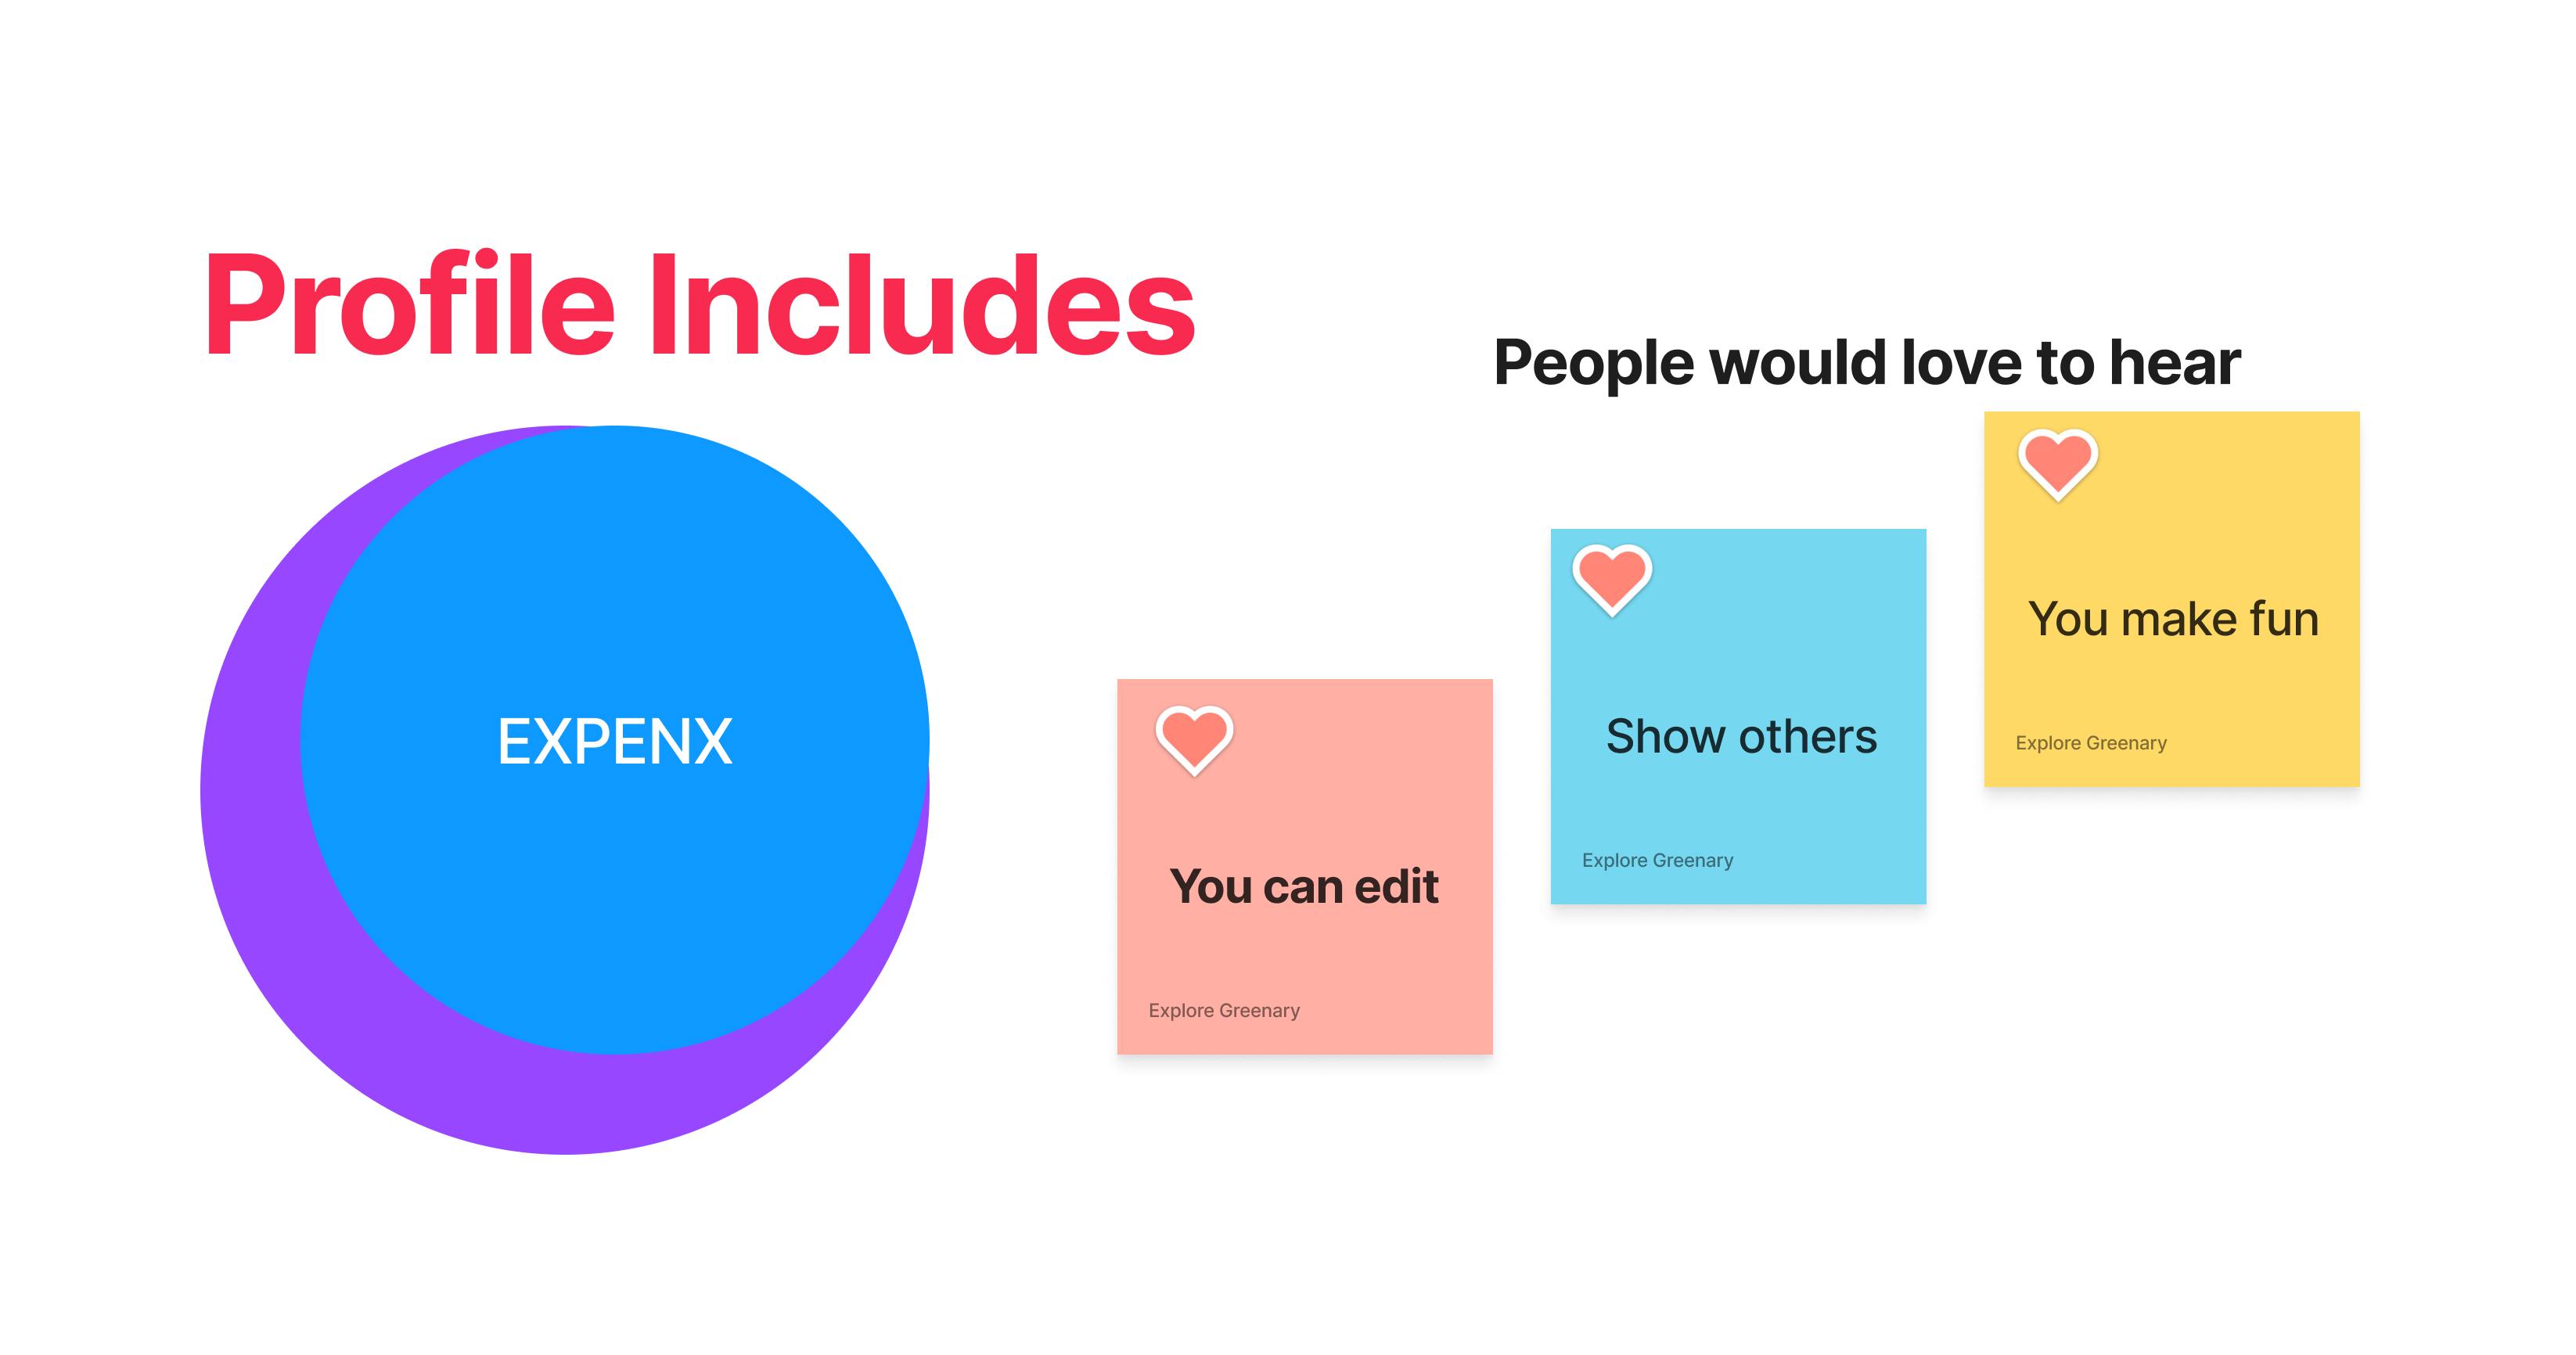 Profile Includes
People would love to hear
EXPENX
You can edit
Explore Greenary
Show others
Explore Greenary
You make fun
Explore Greenary